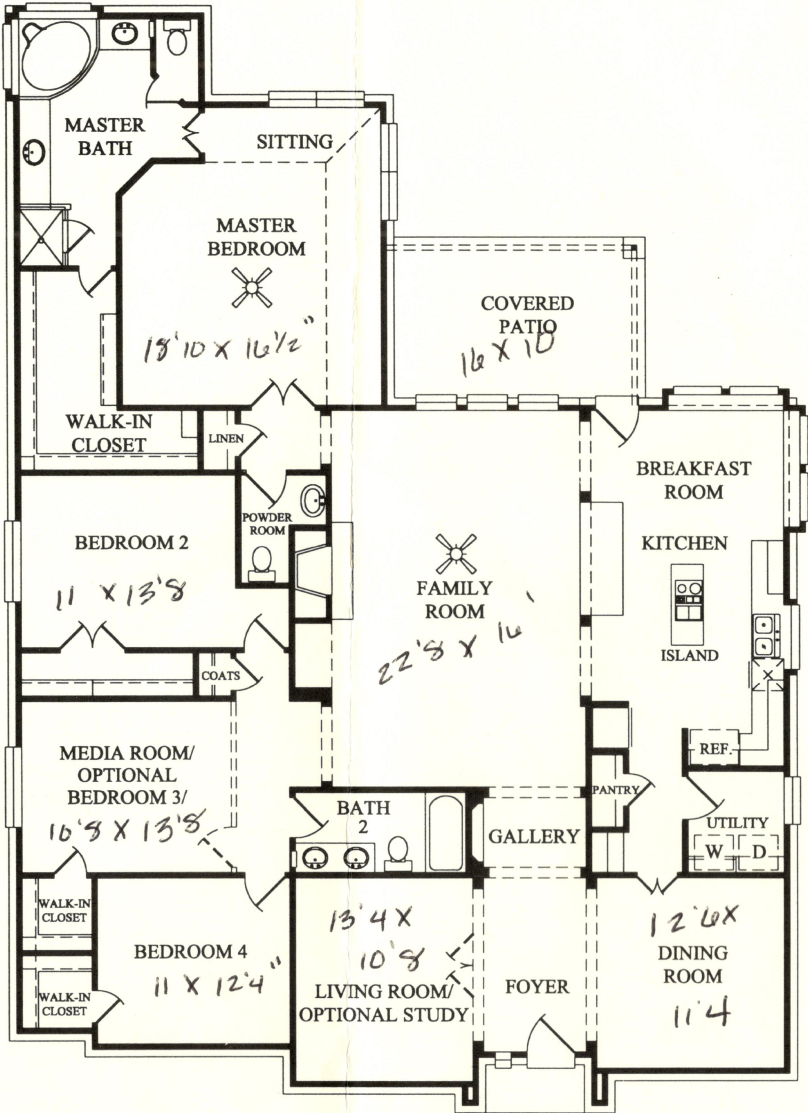 MASTER
BATH
SITTING
MASTER
BEDROOM
18'10 X 16 1/2"
COVERED
PATIO
16 X 10
WALK-IN
CLOSET
LINEN
BREAKFAST
ROOM
POWDER
ROOM
BEDROOM 2
11 X 13'8
KITCHEN
FAMILY
ROOM
22'8 X 16'
ISLAND
COATS
REF.
MEDIA ROOM/
OPTIONAL
BEDROOM 3/
10'8 X 13'8
BATH
2
GALLERY
PANTRY
UTILITY
W D
WALK-IN
CLOSET
BEDROOM 4
11 X 12'4"
WALK-IN
CLOSET
13'4 X
10'8
LIVING ROOM/
OPTIONAL STUDY
FOYER
12'6X
DINING
ROOM
11'4